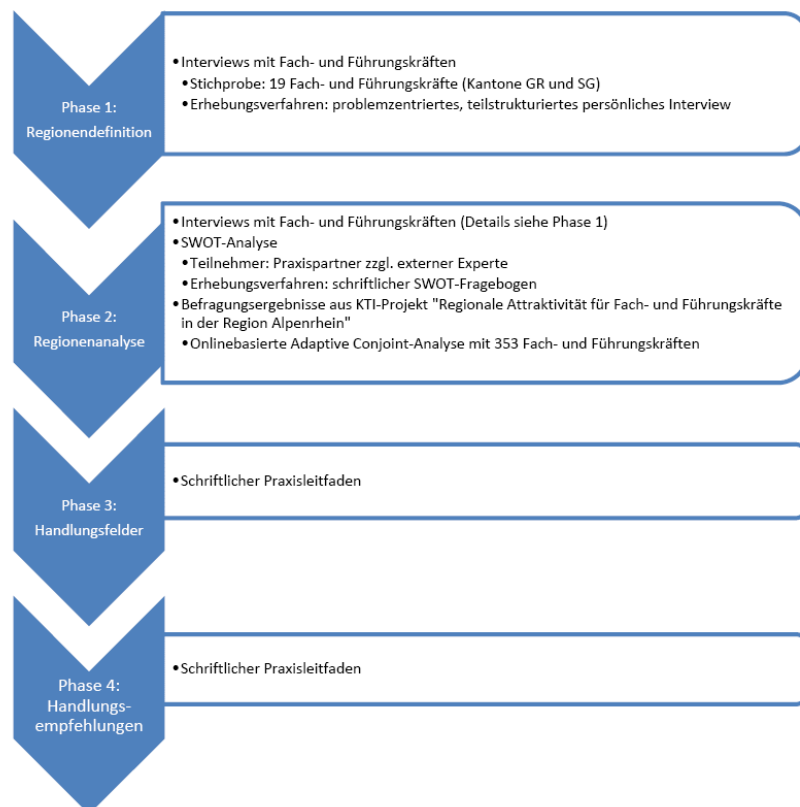 Phase 1:
Regionendefinition
•Interviews mit Fach- und Führungskräften
•Stichprobe: 19 Fach- und Führungskräfte (Kantone GR und SG)
•Erhebungsverfahren: problemzentriertes, teilstrukturiertes persönliches Interview
Phase 2:
Regionenanalyse
•Interviews mit Fach- und Führungskräften (Details siehe Phase 1)
•SWOT-Analyse
•Teilnehmer: Praxispartner zzgl. externer Experte
•Erhebungsverfahren: schriftlicher SWOT-Fragebogen
•Befragungsergebnisse aus KTI-Projekt "Regionale Attraktivität für Fach- und Führungskräfte
in der Region Alpenrhein"
•Onlinebasierte Adaptive Conjoint-Analyse mit 353 Fach- und Führungskräften
Phase 3:
Handlungsfelder
•Schriftlicher Praxisleitfaden
Phase 4:
Handlungs-
empfehlungen
•Schriftlicher Praxisleitfaden